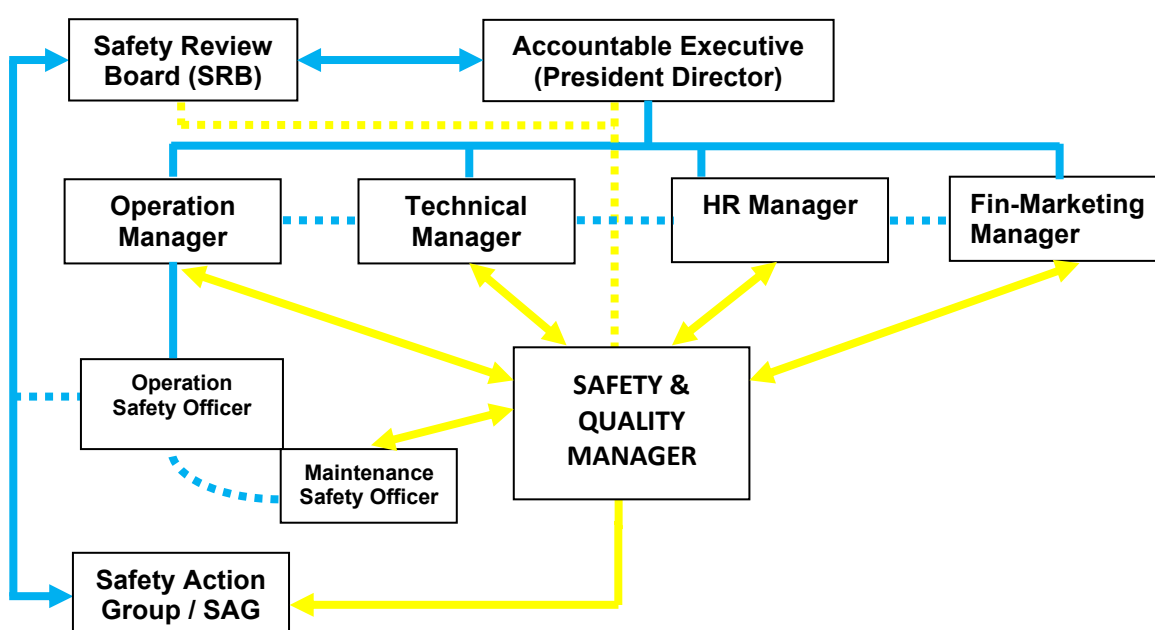 Safety Review
Board (SRB)
Accountable Executive
(President Director)
Operation
Manager
Technical
Manager
HR Manager
Fin-Marketing
Manager
Operation
Safety Officer
SAFETY &
QUALITY
MANAGER
Maintenance
Safety Officer
Safety Action
Group / SAG